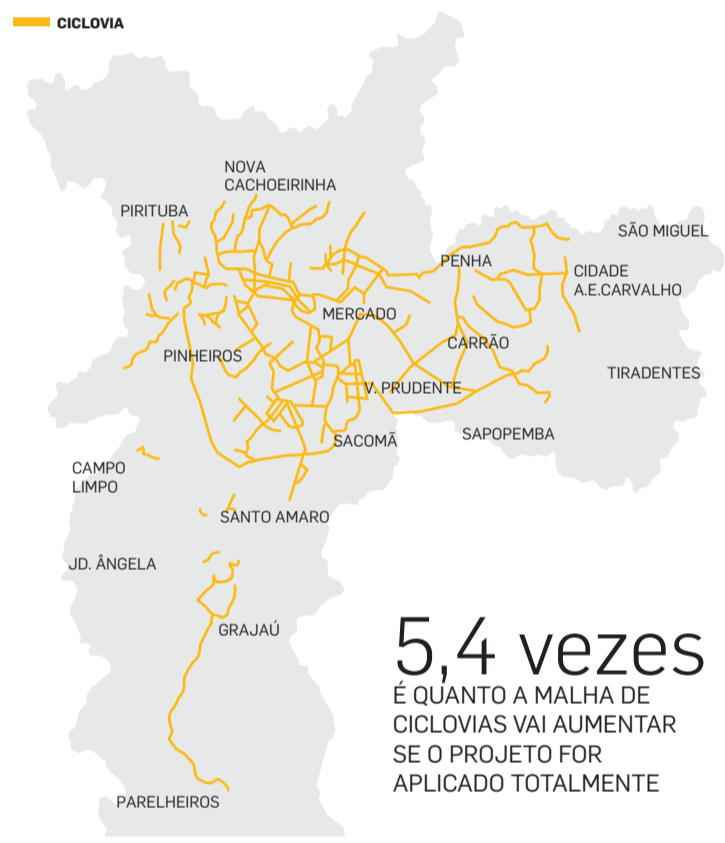 CICLOVIA
NOVA
CACHOEIRINHA
PIRITUBA
SÃO MIGUEL
PENHA
CIDADE
A.E.CARVALHO
MERCADO
CARRÃO
PINHEIROS
TIRADENTES
V. PRUDENTE
SACOMÃ
SAPOPEMBA
CAMPO
LIMPO
SANTO AMARO
JD. ÂNGELA
GRAJAÚ
5,4 vezes
É QUANTO A MALHA DE
CICLOVIAS VAI AUMENTAR
SE O PROJETO FOR
APLICADO TOTALMENTE
PARELHEIROS